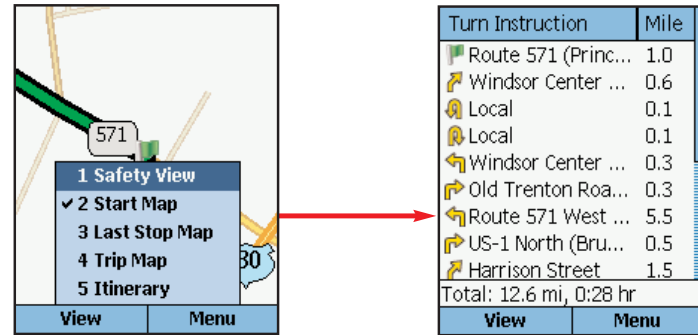 571
1 Safety View
✓ 2 Start Map
3 Last Stop Map
4 Trip Map
5 Itinerary
30
View Menu
Turn Instruction Mile
Route 571 (Princ... 1.0
Windsor Center ... 0.6
Local 0.1
Local 0.1
Windsor Center ... 0.3
Old Trenton Roa... 0.3
Route 571 West ... 5.5
US-1 North (Bru... 0.5
Harrison Street 1.5
Total: 12.6 mi, 0:28 hr
View Menu